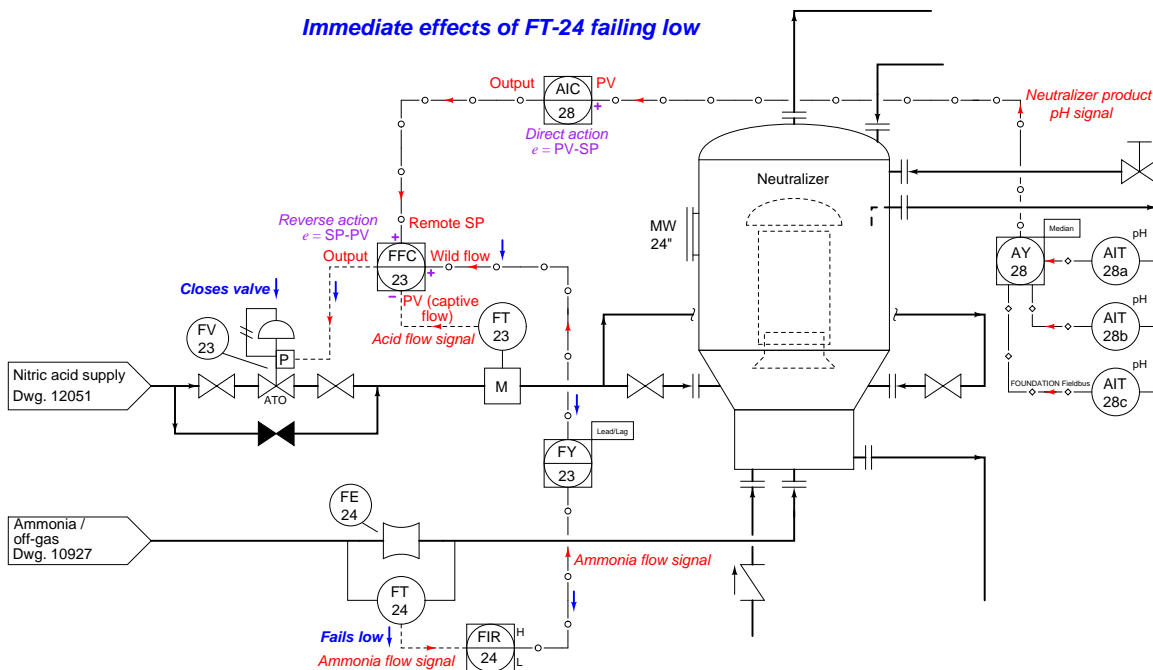 Immediate effects of FT-24 failing low
Output
AIC
28
PV
+
Direct action
e = PV-SP
Neutralizer product
pH signal
Neutralizer
MW
24"
Reverse action
e = SP-PV
+
Remote SP
Output
FFC
23
Wild flow
+
–
PV (captive
flow)
Acid flow signal
FT
23
Closes valve
FV
23
P
ATO
M
Nitric acid supply
Dwg. 12051
Median
AY
28
pH
AIT
28a
pH
AIT
28b
pH
AIT
28c
FOUNDATION Fieldbus
Lead/Lag
FY
23
FE
24
Ammonia /
off-gas
Dwg. 10927
Ammonia flow signal
FT
24
Fails low
Ammonia flow signal
FIR
24
H
L